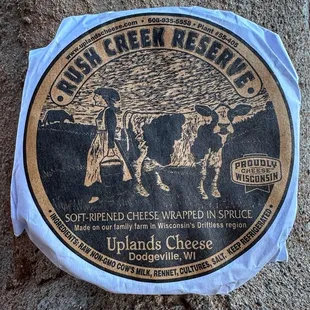 www.uplandscheese.com • 608-935-5558 • Plant #55-405
• RUSH CREEK RESERVE •
PROUDLY
WISCONSIN
CHEESE
SOFT-RIPENED CHEESE WRAPPED IN SPRUCE
Made on our family farm in Wisconsin's Driftless region
Uplands Cheese
Dodgeville, WI
• INGREDIENTS: RAW NON-GMO COW'S MILK, RENNET, CULTURES, SALT. KEEP REFRIGERATED •